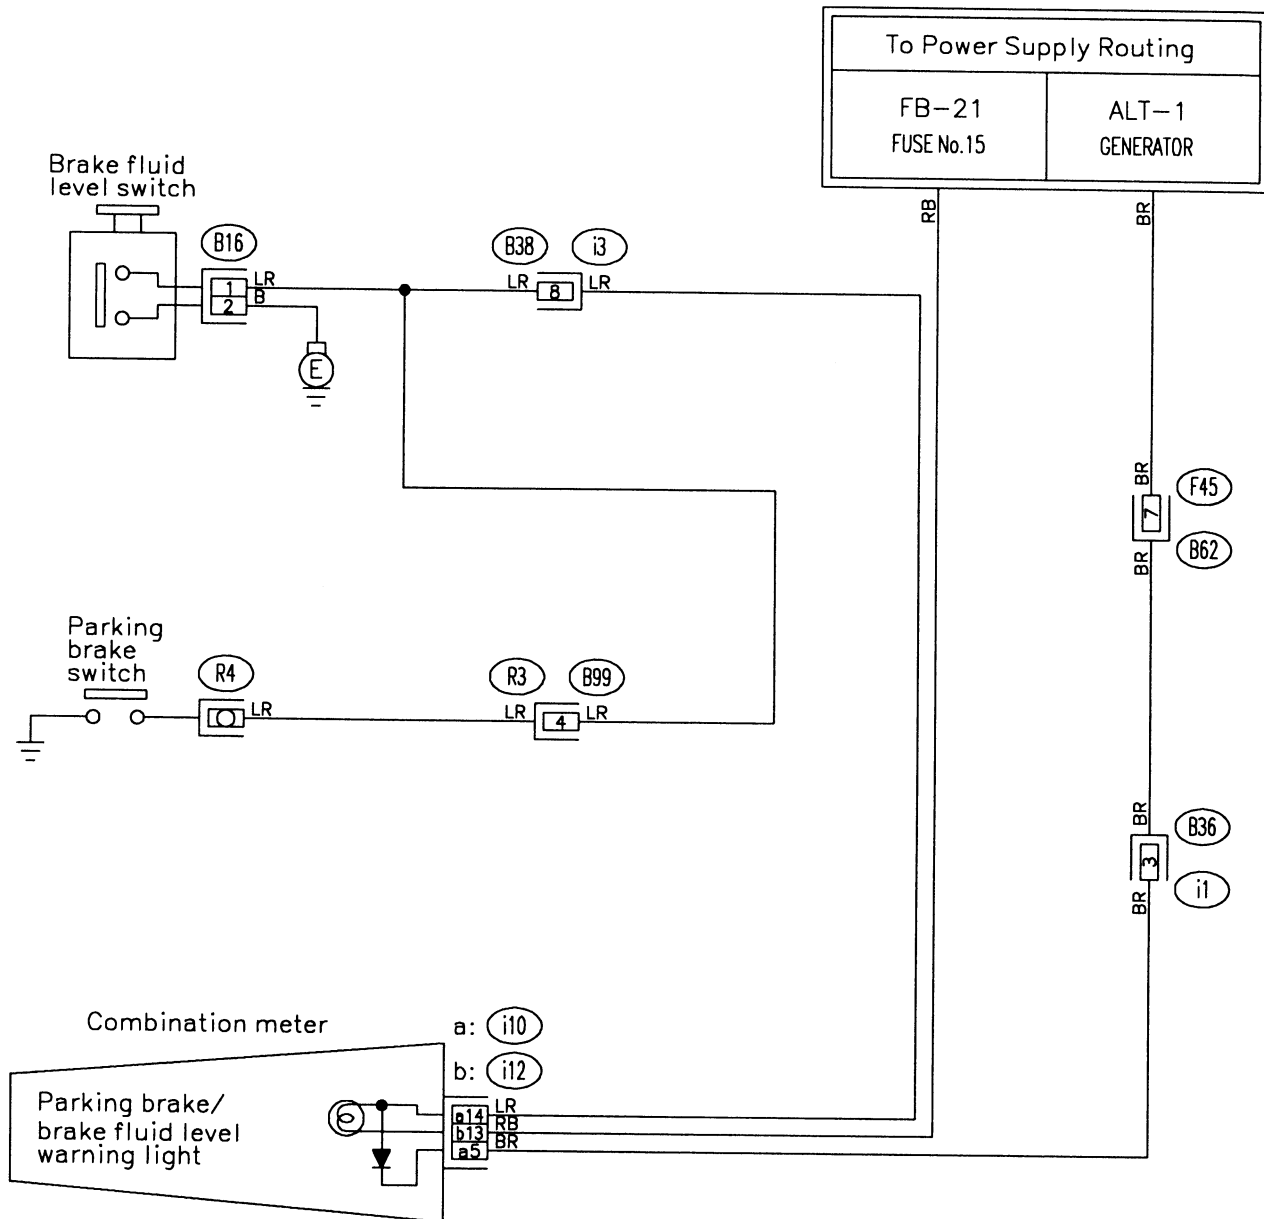 To Power Supply Routing
FB-21
FUSE No.15
ALT-1
GENERATOR
RB
BR
Brake fluid
level switch
B16
1
LR
2
B
E
B38
i3
LR
8
LR
BR
F45
7
B62
BR
Parking
brake
switch
R4
LR
R3
B99
LR
4
LR
BR
B36
3
i1
BR
Combination meter
a: i10
b: i12
Parking brake/
brake fluid level
warning light
a14 LR
b13 RB
a5 BR